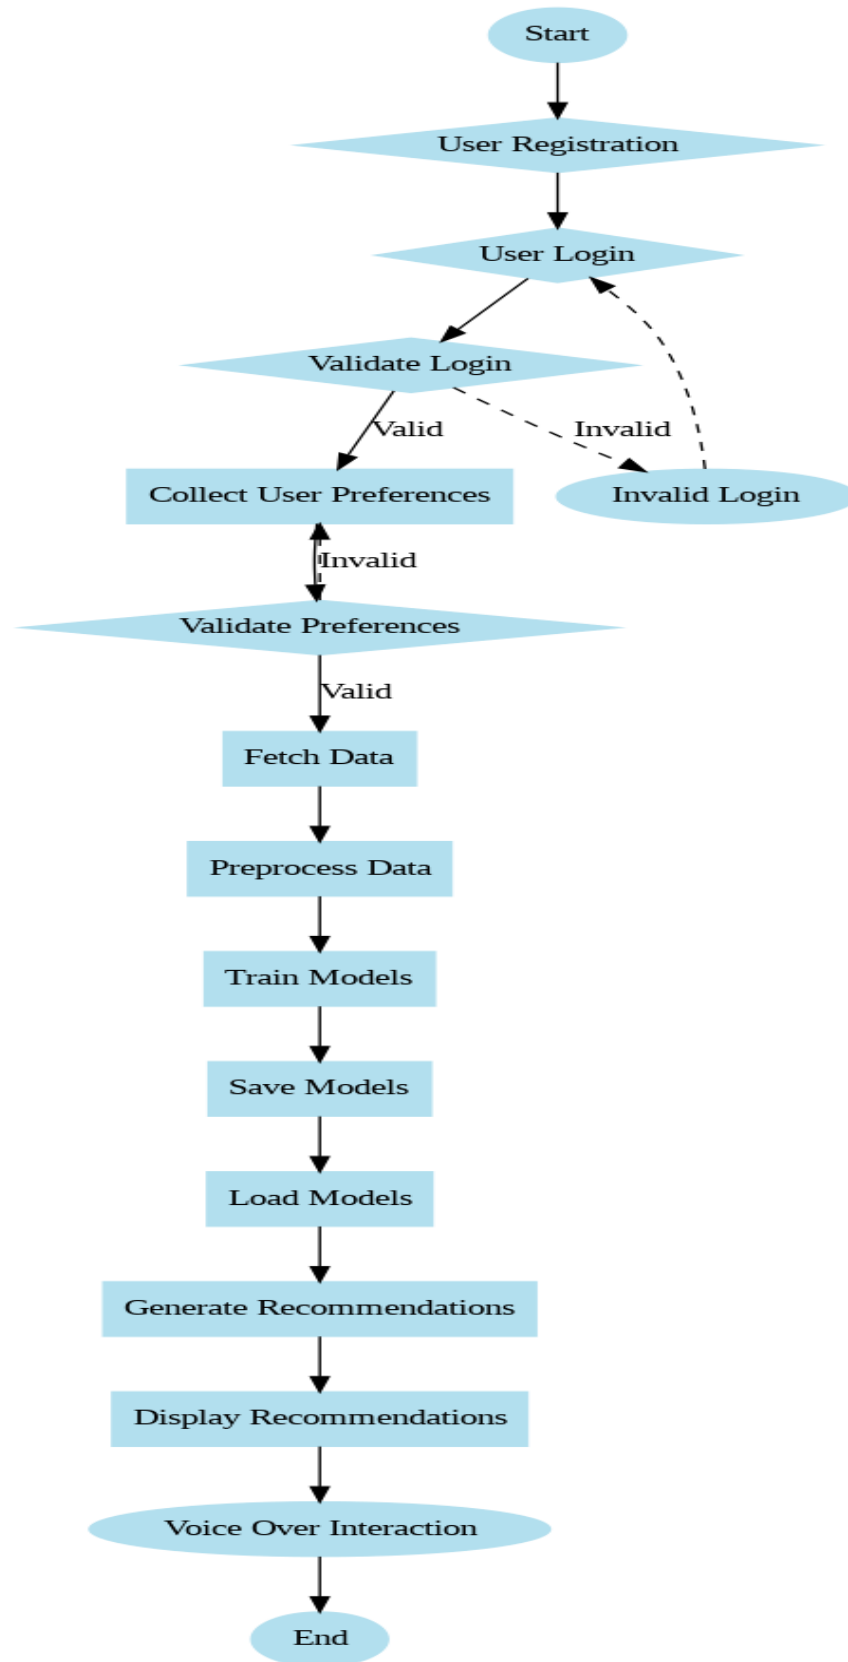 Start
User Registration
User Login
Validate Login
Valid
Invalid
Collect User Preferences
Invalid Login
Invalid
Validate Preferences
Valid
Fetch Data
Preprocess Data
Train Models
Save Models
Load Models
Generate Recommendations
Display Recommendations
Voice Over Interaction
End